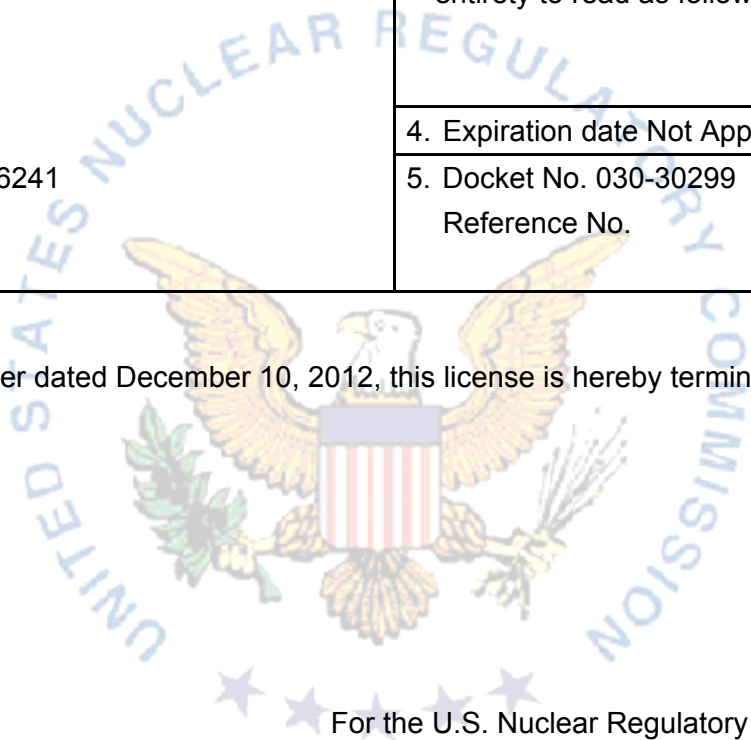 entirety to read as follow
4. Expiration date Not App
6241
5. Docket No. 030-30299
Reference No.
er dated December 10, 2012, this license is hereby termin
UNITED STATES NUCLEAR REGULATORY COMMISSION
For the U.S. Nuclear Regulatory